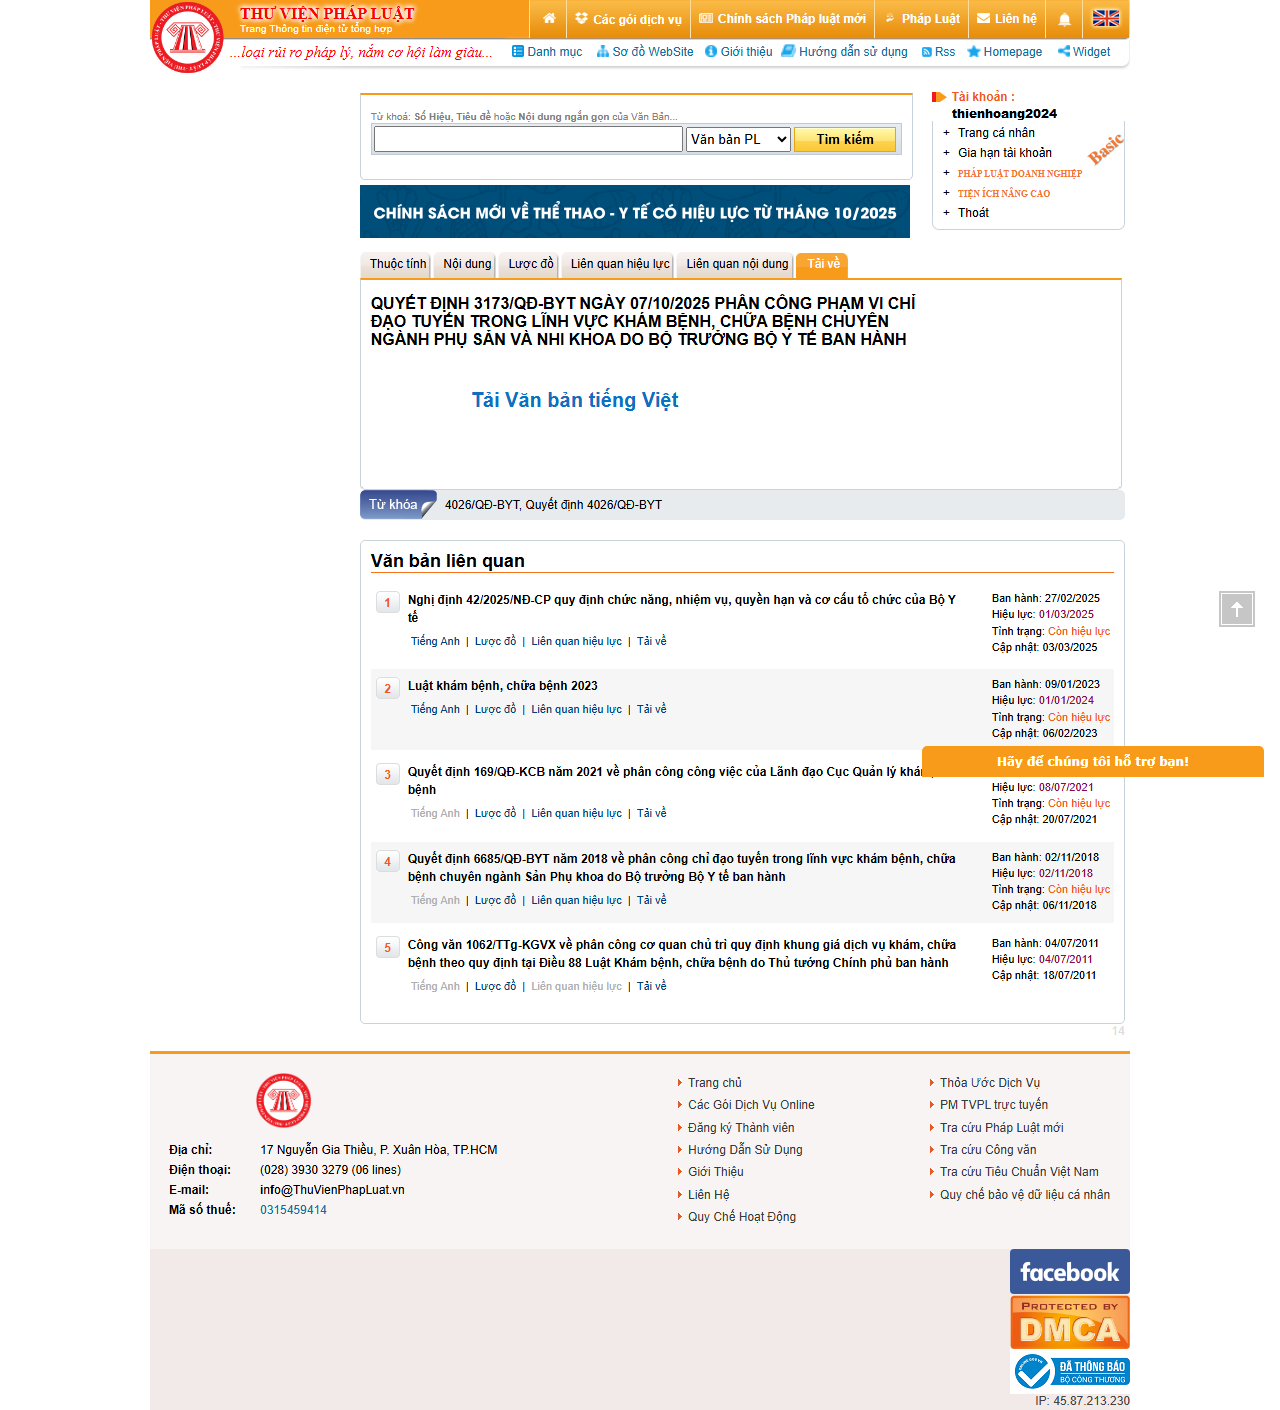 THƯ VIỆN PHÁP LUẬT
Trang Thông tin điện tử tổng hợp
Các gói dịch vụ
Chính sách Pháp luật mới
Pháp Luật
Liên hệ
...loại rủi ro pháp lý, nắm cơ hội làm giàu...
Danh mục
Sơ đồ WebSite
Giới thiệu
Hướng dẫn sử dụng
Rss
Homepage
Widget
Từ khoá: Số Hiệu, Tiêu đề hoặc Nội dung ngắn gọn của Văn Bản...
Văn bản PL
Tìm kiếm
Tài khoản :
thienhoang2024
+ Trang cá nhân
+ Gia hạn tài khoản
Basic
+ PHÁP LUẬT DOANH NGHIỆP
+ TIỆN ÍCH NÂNG CAO
+ Thoát
CHÍNH SÁCH MỚI VỀ THỂ THAO - Y TẾ CÓ HIỆU LỰC TỪ THÁNG 10/2025
Thuộc tính
Nội dung
Lược đồ
Liên quan hiệu lực
Liên quan nội dung
Tải về
QUYẾT ĐỊNH 3173/QĐ-BYT NGÀY 07/10/2025 PHÂN CÔNG PHẠM VI CHỈ
ĐẠO TUYẾN TRONG LĨNH VỰC KHÁM BỆNH, CHỮA BỆNH CHUYÊN
NGÀNH PHỤ SẢN VÀ NHI KHOA DO BỘ TRƯỞNG BỘ Y TẾ BAN HÀNH
Tải Văn bản tiếng Việt
Từ khóa
4026/QĐ-BYT, Quyết định 4026/QĐ-BYT
Văn bản liên quan
1
Nghị định 42/2025/NĐ-CP quy định chức năng, nhiệm vụ, quyền hạn và cơ cấu tổ chức của Bộ Y
tế
Tiếng Anh | Lược đồ | Liên quan hiệu lực | Tải về
Ban hành: 27/02/2025
Hiệu lực: 01/03/2025
Tình trạng: Còn hiệu lực
Cập nhật: 03/03/2025
2
Luật khám bệnh, chữa bệnh 2023
Tiếng Anh | Lược đồ | Liên quan hiệu lực | Tải về
Ban hành: 09/01/2023
Hiệu lực: 01/01/2024
Tình trạng: Còn hiệu lực
Cập nhật: 06/02/2023
Hãy để chúng tôi hỗ trợ bạn!
3
Quyết định 169/QĐ-KCB năm 2021 về phân công công việc của Lãnh đạo Cục Quản lý khám,
bệnh
Tiếng Anh | Lược đồ | Liên quan hiệu lực | Tải về
Hiệu lực: 08/07/2021
Tình trạng: Còn hiệu lực
Cập nhật: 20/07/2021
4
Quyết định 6685/QĐ-BYT năm 2018 về phân công chỉ đạo tuyến trong lĩnh vực khám bệnh, chữa
bệnh chuyên ngành Sản Phụ khoa do Bộ trưởng Bộ Y tế ban hành
Tiếng Anh | Lược đồ | Liên quan hiệu lực | Tải về
Ban hành: 02/11/2018
Hiệu lực: 02/11/2018
Tình trạng: Còn hiệu lực
Cập nhật: 06/11/2018
5
Công văn 1062/TTg-KGVX về phân công cơ quan chủ trì quy định khung giá dịch vụ khám, chữa
bệnh theo quy định tại Điều 88 Luật Khám bệnh, chữa bệnh do Thủ tướng Chính phủ ban hành
Tiếng Anh | Lược đồ | Liên quan hiệu lực | Tải về
Ban hành: 04/07/2011
Hiệu lực: 04/07/2011
Cập nhật: 18/07/2011
14
Địa chỉ: 17 Nguyễn Gia Thiều, P. Xuân Hòa, TP.HCM
Điện thoại: (028) 3930 3279 (06 lines)
E-mail: info@ThuVienPhapLuat.vn
Mã số thuế: 0315459414
Trang chủ
Các Gói Dịch Vụ Online
Đăng ký Thành viên
Hướng Dẫn Sử Dụng
Giới Thiệu
Liên Hệ
Quy Chế Hoạt Động
Thỏa Ước Dịch Vụ
PM TVPL trực tuyến
Tra cứu Pháp Luật mới
Tra cứu Công văn
Tra cứu Tiêu Chuẩn Việt Nam
Quy chế bảo vệ dữ liệu cá nhân
facebook
PROTECTED BY
DMCA
ĐÃ THÔNG BÁO
BỘ CÔNG THƯƠNG
IP: 45.87.213.230